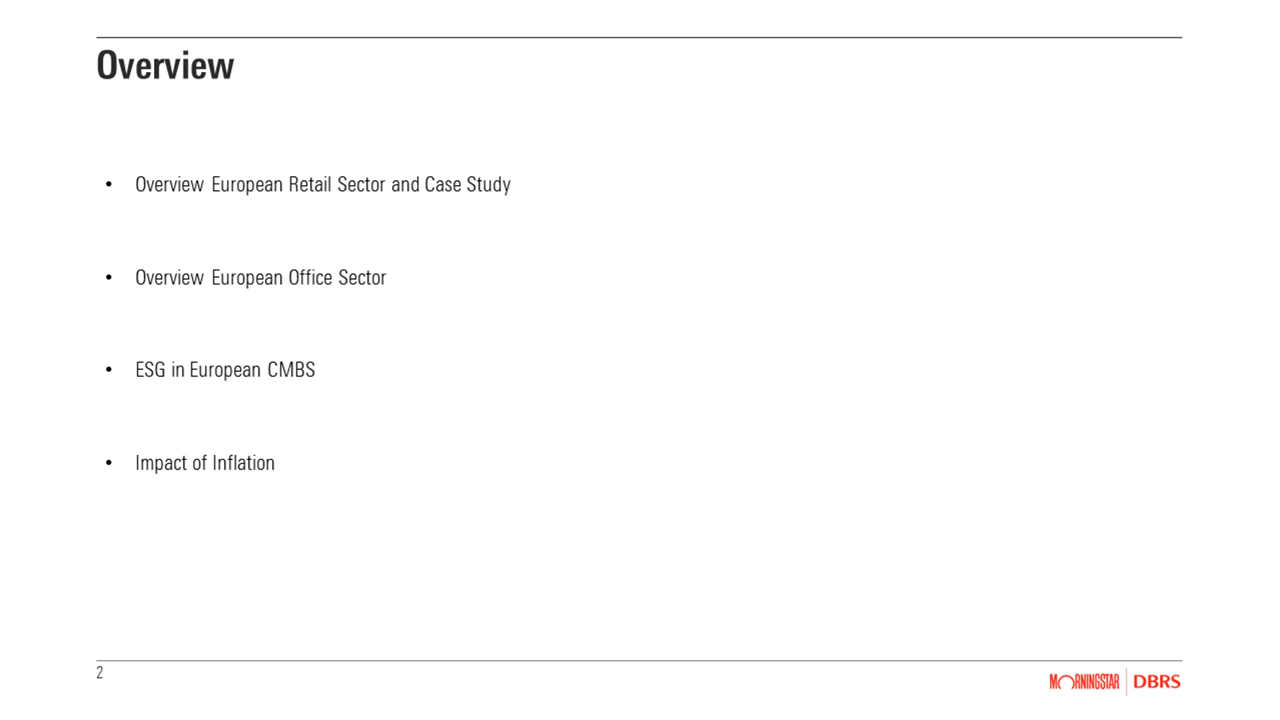 Overview
• Overview European Retail Sector and Case Study
• Overview European Office Sector
• ESG in European CMBS
• Impact of Inflation
2
MORNINGSTAR | DBRS